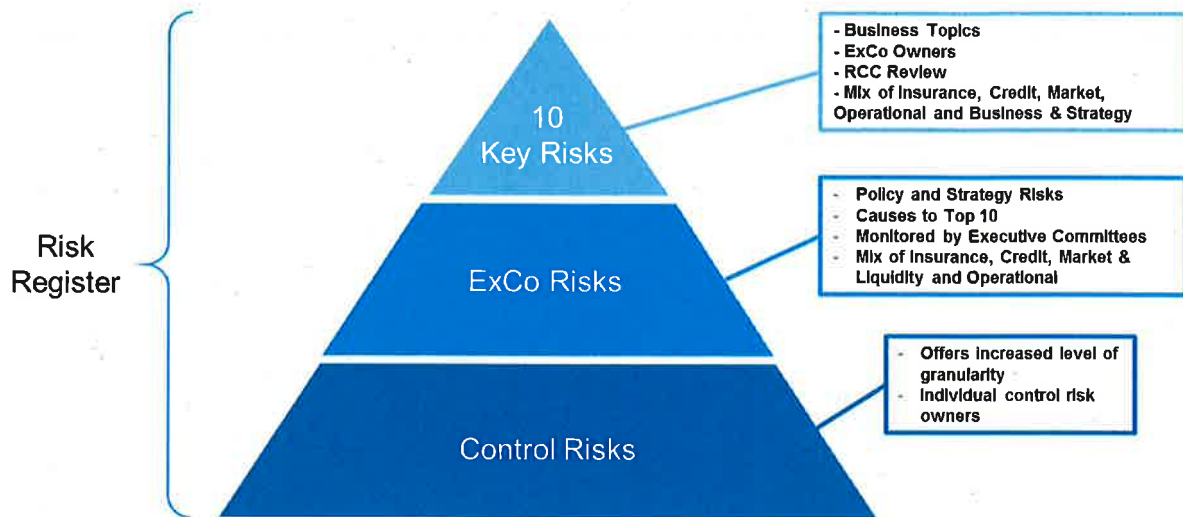 Risk
Register
10
Key Risks
- Business Topics
- ExCo Owners
- RCC Review
- Mix of Insurance, Credit, Market,
Operational and Business & Strategy
ExCo Risks
- Policy and Strategy Risks
- Causes to Top 10
- Monitored by Executive Committees
- Mix of Insurance, Credit, Market &
Liquidity and Operational
Control Risks
- Offers increased level of
granularity
- Individual control risk
owners